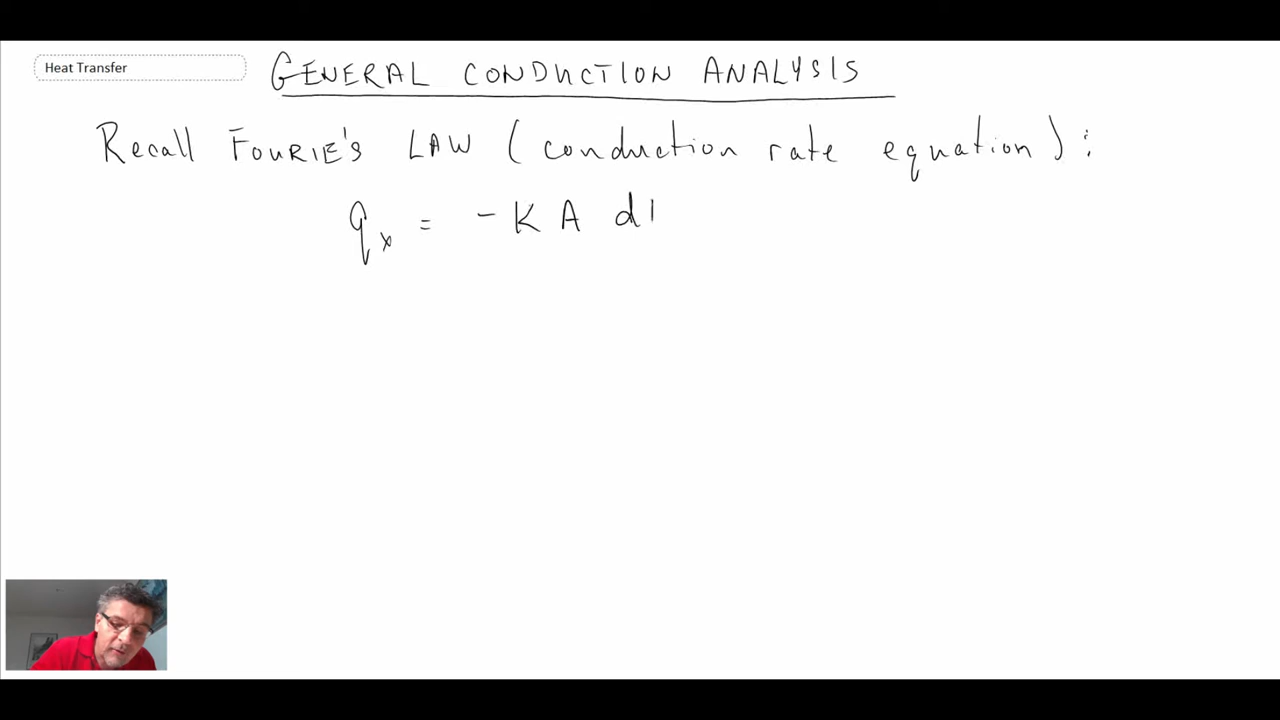 Heat Transfer
GENERAL CONDUCTION ANALYSIS
Recall FOURIE'S LAW (conduction rate equation) :
qx = - K A d